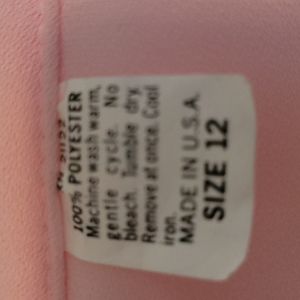 100% POLYESTER
Machine wash warm,
gentle cycle. No
bleach. Tumble dry.
Remove at once. Cool
iron.
MADE IN U.S.A.
SIZE 12